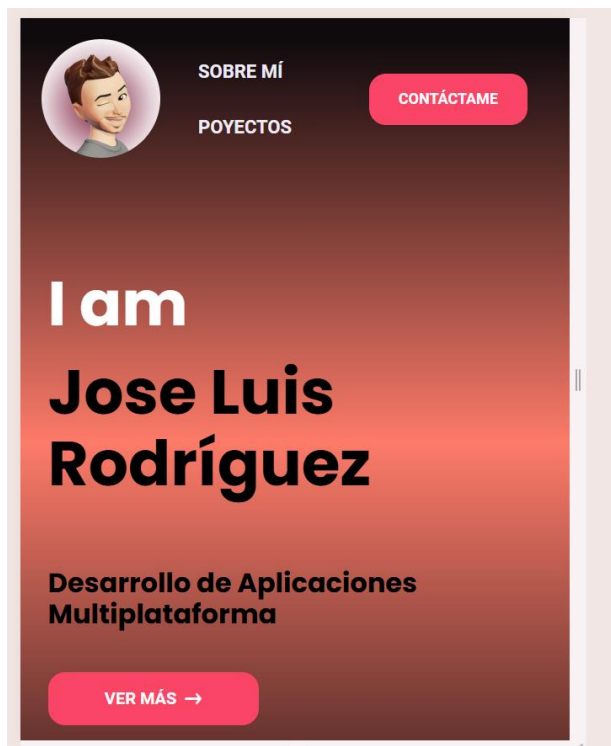 SOBRE MÍ
POYECTOS
CONTÁCTAME
I am
Jose Luis
Rodríguez
Desarrollo de Aplicaciones
Multiplataforma
VER MÁS →